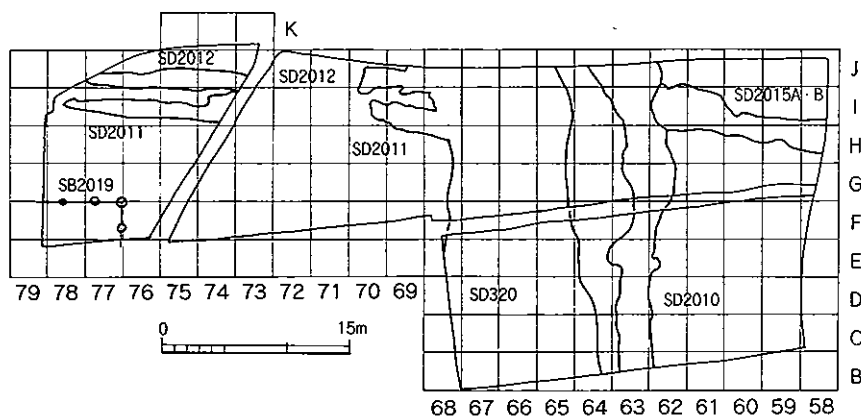 K
SD2012
SD2012
J
SD2015A・B
I
SD2011
SD2011
H
SB2019
G
F
E
79 78 77 76 75 74 73 72 71 70 69
SD320
SD2010
D
0
15m
C
B
68 67 66 65 64 63 62 61 60 59 58